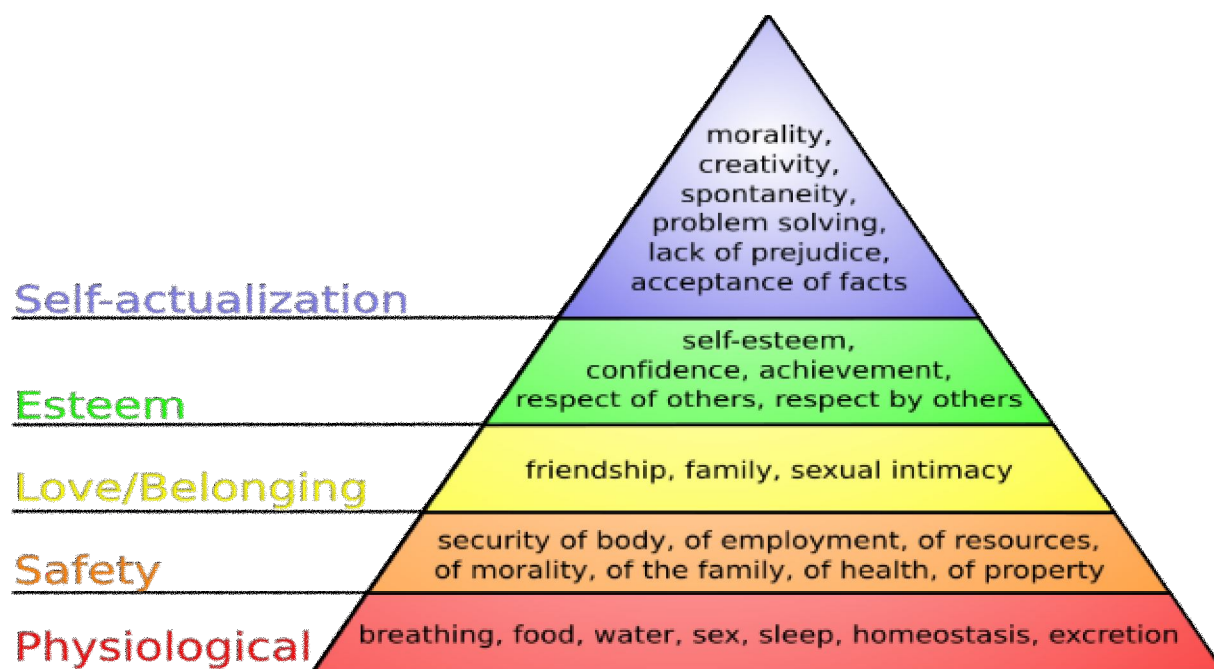 morality,
creativity,
spontaneity,
problem solving,
lack of prejudice,
acceptance of facts
Self-actualization
self-esteem,
confidence, achievement,
respect of others, respect by others
Esteem
friendship, family, sexual intimacy
Love/Belonging
security of body, of employment, of resources,
of morality, of the family, of health, of property
Safety
breathing, food, water, sex, sleep, homeostasis, excretion
Physiological